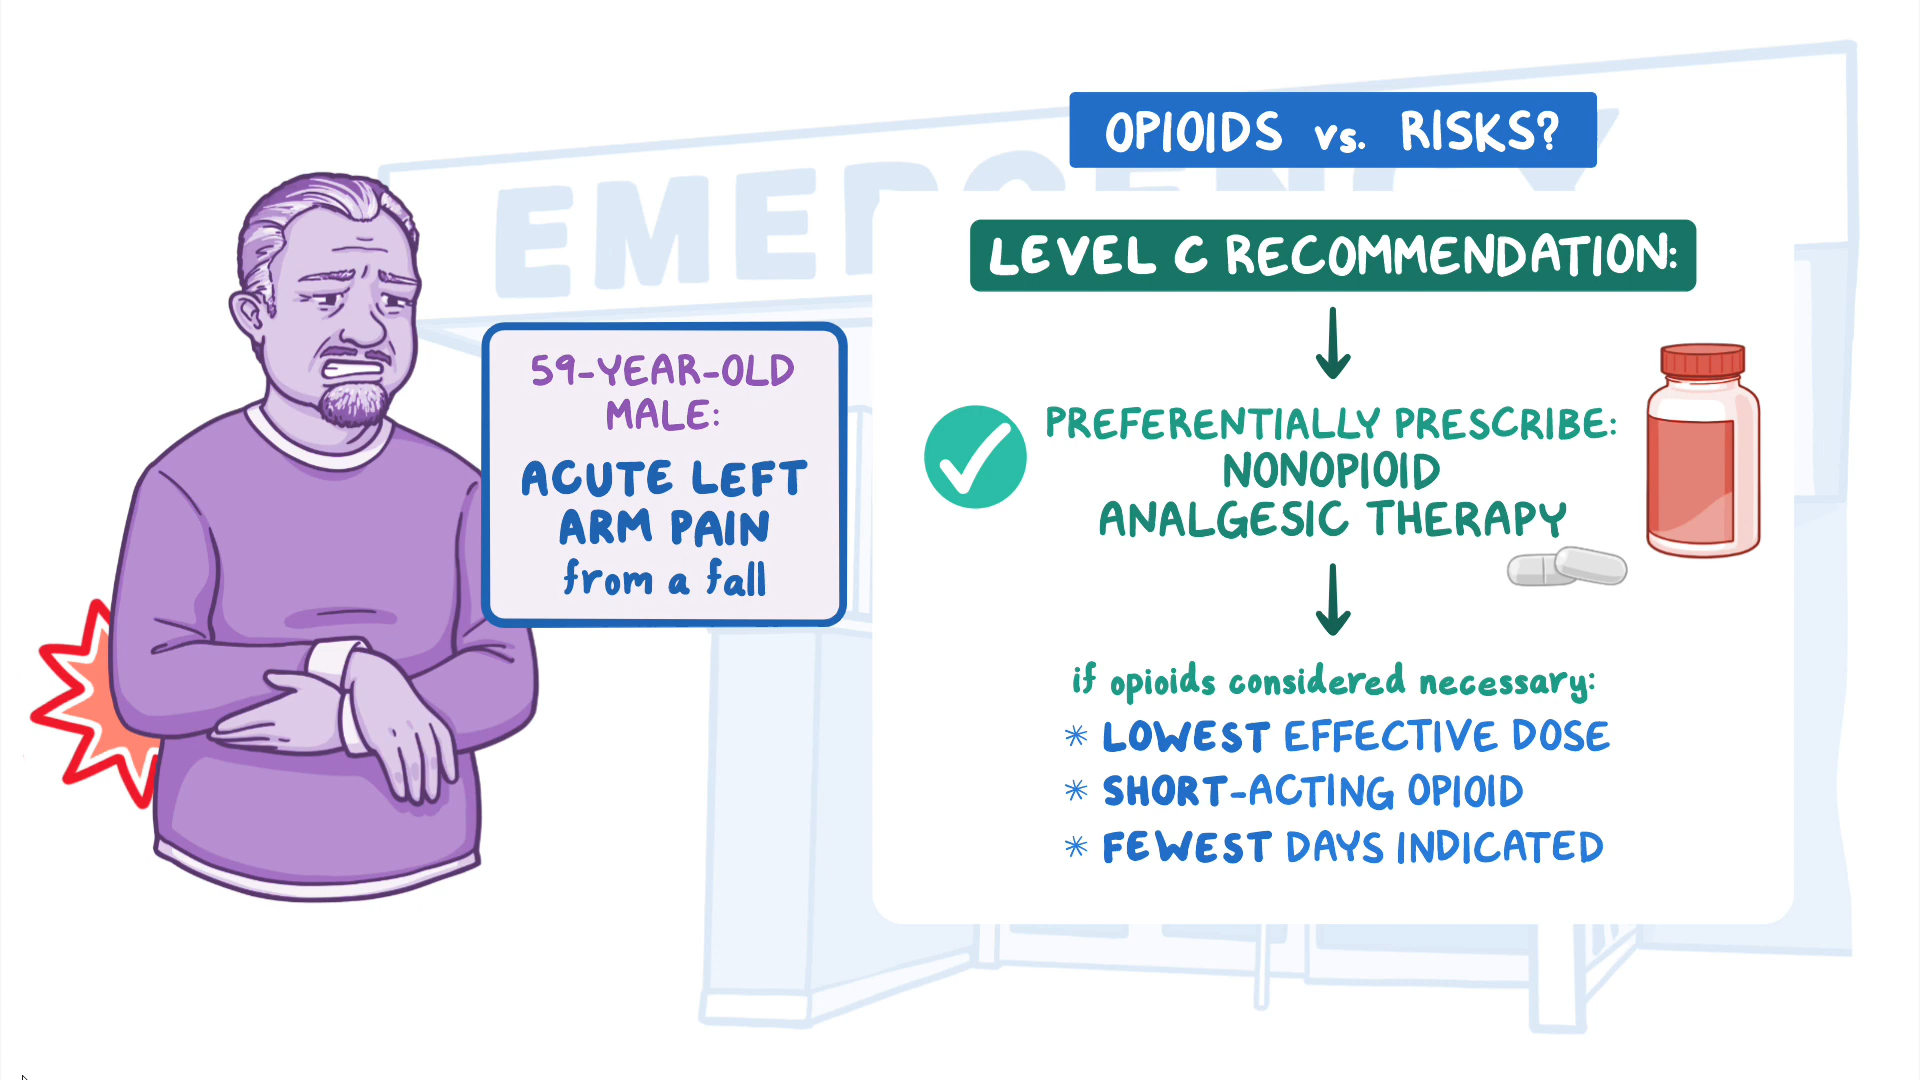 EMERGENCY
OPIOIDS vs. RISKS?
LEVEL C RECOMMENDATION:
59-YEAR-OLD
MALE:
ACUTE LEFT
ARM PAIN
from a fall
PREFERENTIALLY PRESCRIBE:
NONOPIOID
ANALGESIC THERAPY
if opioids considered necessary:
* LOWEST EFFECTIVE DOSE
* SHORT-ACTING OPIOID
* FEWEST DAYS INDICATED